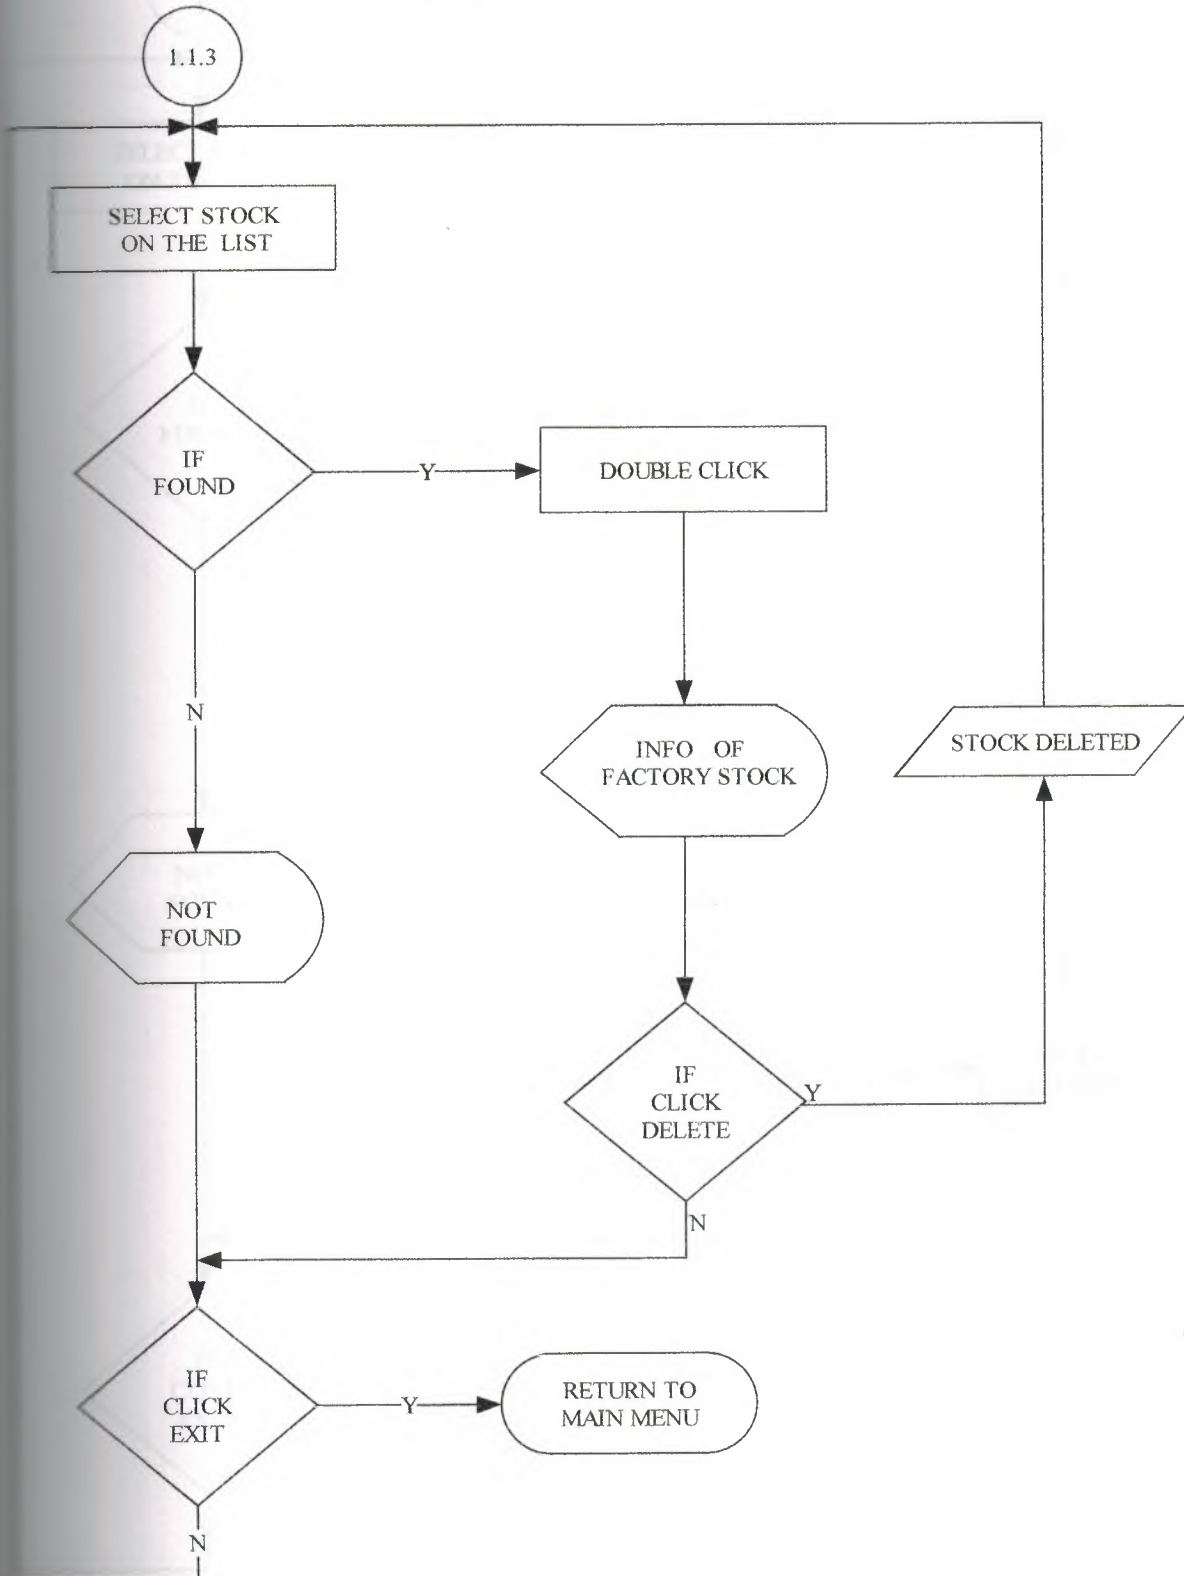 1.1.3
SELECT STOCK
ON THE LIST
IF
FOUND
Y
DOUBLE CLICK
N
INFO OF
FACTORY STOCK
STOCK DELETED
NOT
FOUND
IF
CLICK
DELETE
Y
N
IF
CLICK
EXIT
Y
RETURN TO
MAIN MENU
N